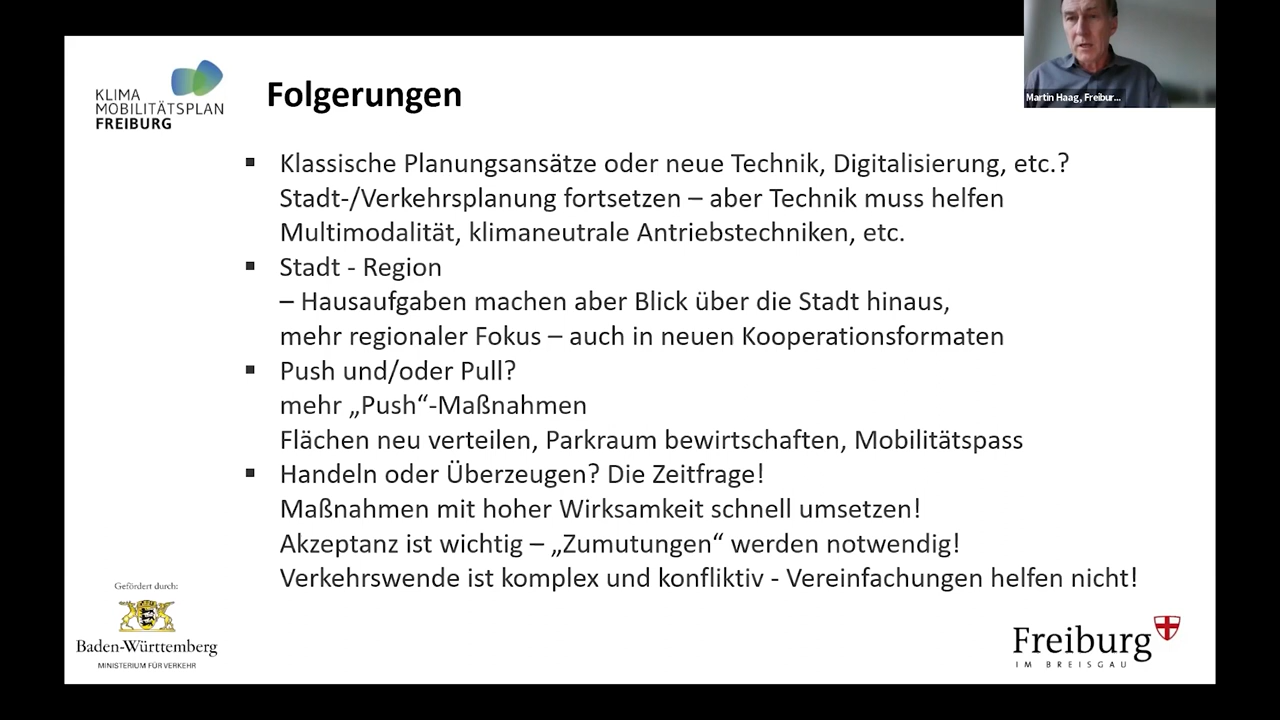 KLIMA
MOBILITÄTSPLAN
FREIBURG
Folgerungen
Martin Haag, Freibur...
▪ Klassische Planungsansätze oder neue Technik, Digitalisierung, etc.?
Stadt-/Verkehrsplanung fortsetzen – aber Technik muss helfen
Multimodalität, klimaneutrale Antriebstechniken, etc.
▪ Stadt - Region
– Hausaufgaben machen aber Blick über die Stadt hinaus,
mehr regionaler Fokus – auch in neuen Kooperationsformaten
▪ Push und/oder Pull?
mehr „Push“-Maßnahmen
Flächen neu verteilen, Parkraum bewirtschaften, Mobilitätspass
▪ Handeln oder Überzeugen? Die Zeitfrage!
Maßnahmen mit hoher Wirksamkeit schnell umsetzen!
Akzeptanz ist wichtig – „Zumutungen“ werden notwendig!
Verkehrswende ist komplex und konfliktiv - Vereinfachungen helfen nicht!
Gefördert durch:
Baden-Württemberg
MINISTERIUM FÜR VERKEHR
Freiburg
IM BREISGAU